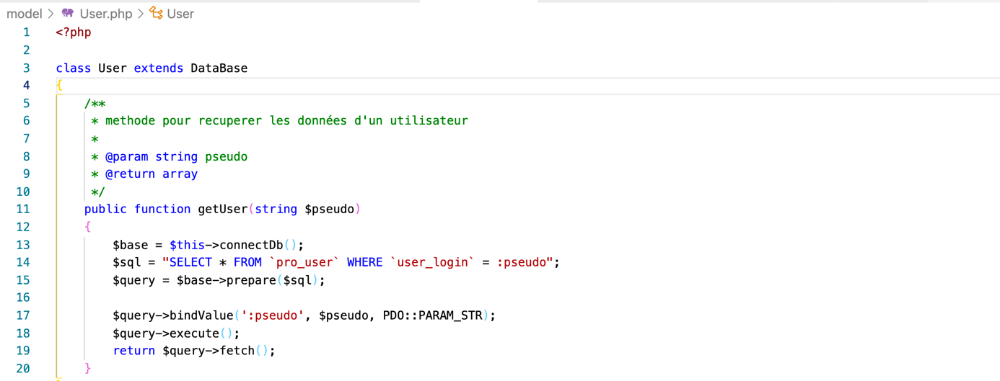 model > User.php > User
1 <?php
2
3 class User extends DataBase
4 {
5     /**
6      * methode pour recuperer les données d'un utilisateur
7      *
8      * @param string pseudo
9      * @return array
10      */
11     public function getUser(string $pseudo)
12     {
13         $base = $this->connectDb();
14         $sql = "SELECT * FROM `pro_user` WHERE `user_login` = :pseudo";
15         $query = $base->prepare($sql);
16
17         $query->bindValue(':pseudo', $pseudo, PDO::PARAM_STR);
18         $query->execute();
19         return $query->fetch();
20     }